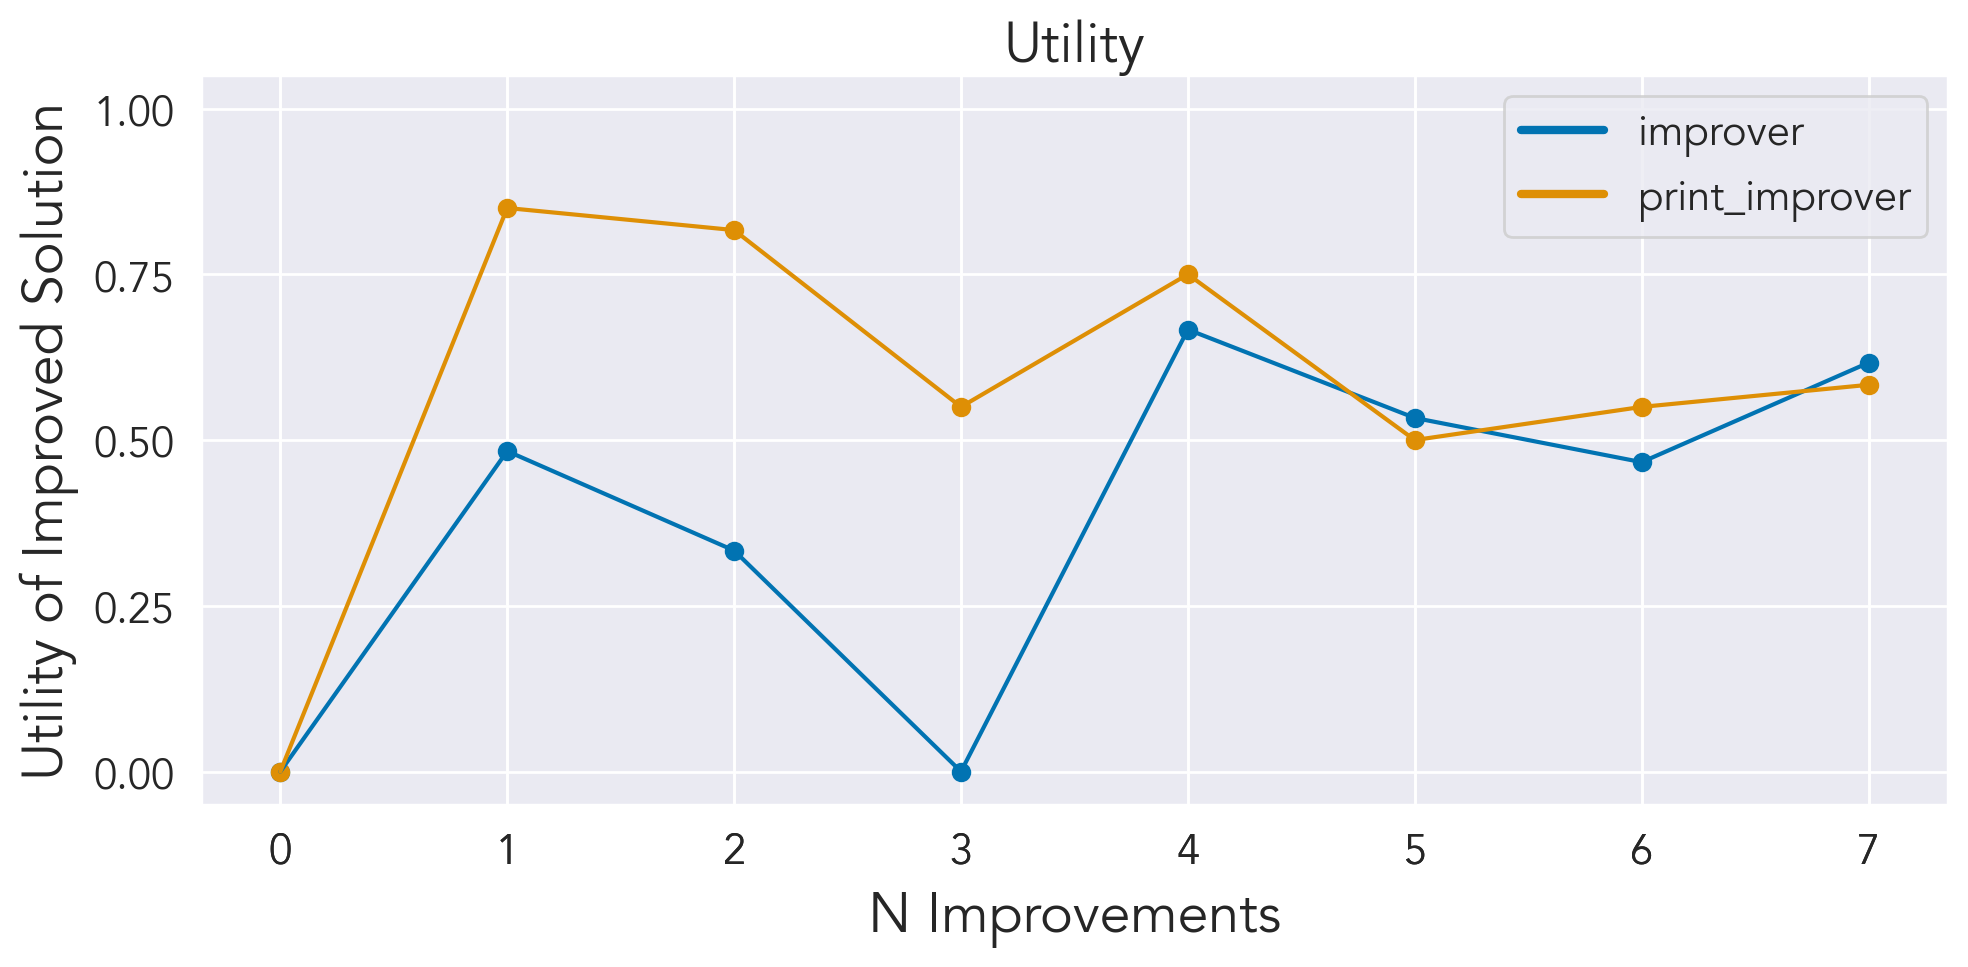 Utility
Utility of Improved Solution
1.00
0.75
0.50
0.25
0.00
improver
print_improver
0 1 2 3 4 5 6 7
N Improvements